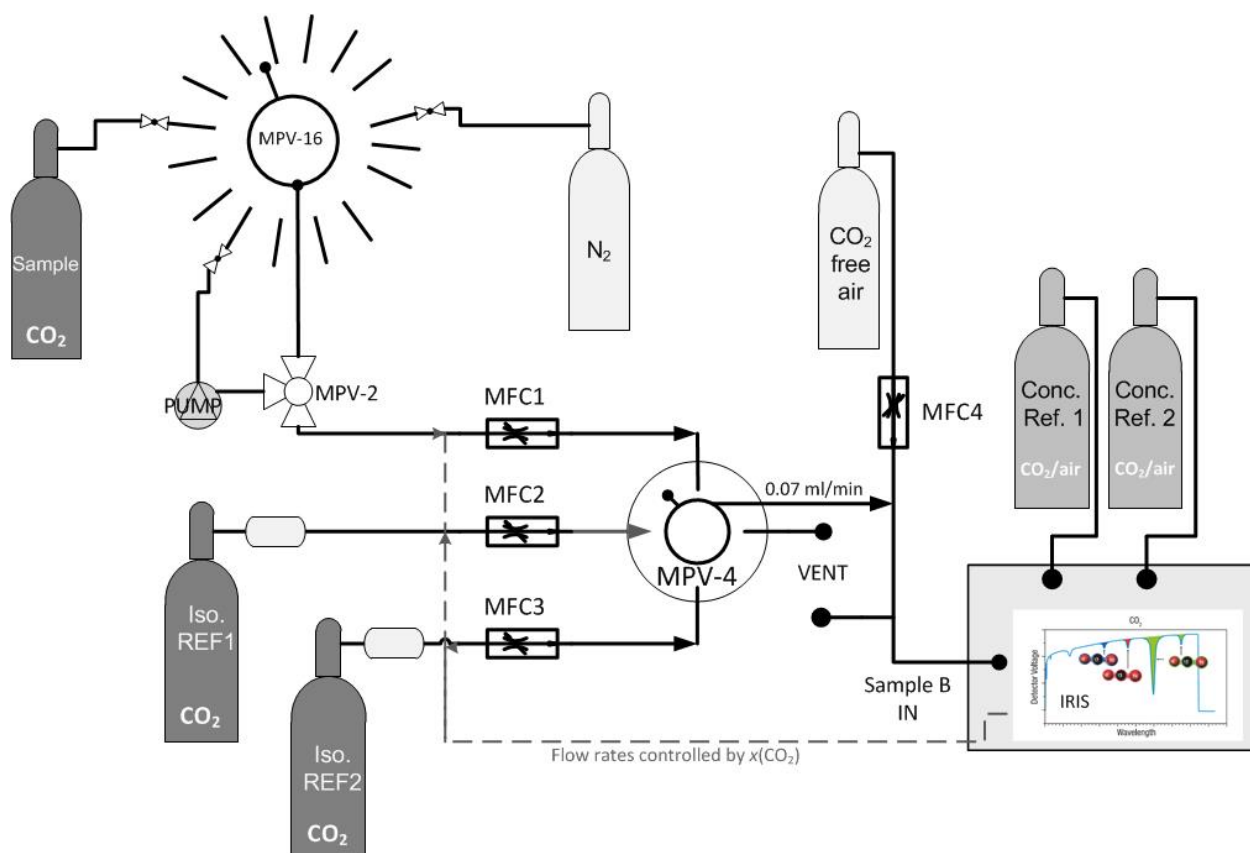 MPV-16
Sample
CO₂
N₂
CO₂
free
air
PUMP
MPV-2
MFC1
MFC4
Conc.
Ref. 1
CO₂/air
Conc.
Ref. 2
CO₂/air
MFC2
0.07 ml/min
MPV-4
VENT
Iso.
REF1
CO₂
MFC3
Iso.
REF2
CO₂
Sample B
IN
CO₂
Detector Voltage
IRIS
Wavelength
Flow rates controlled by x(CO₂)